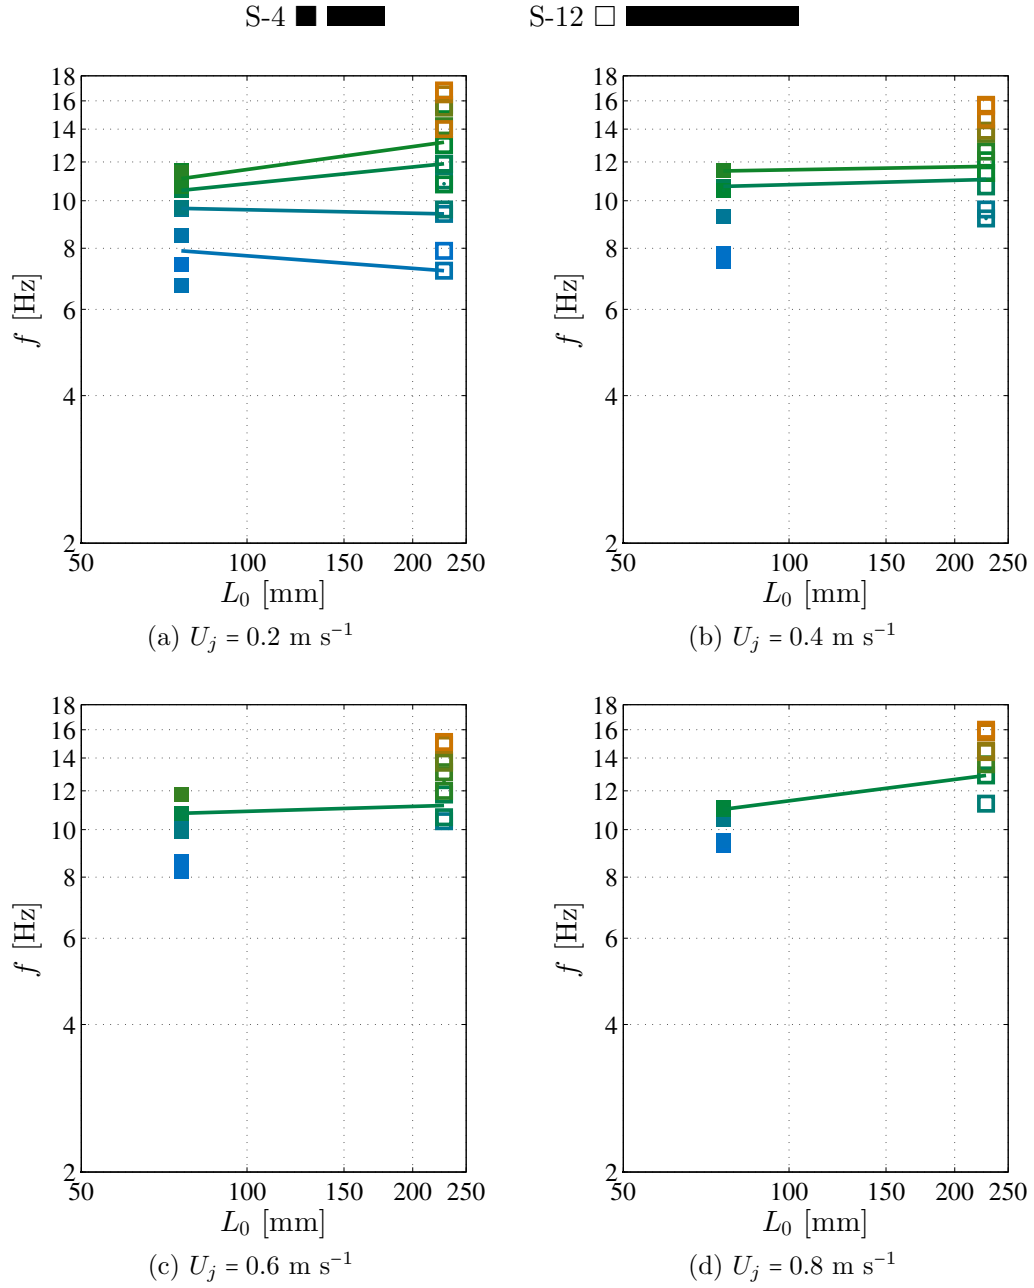 S-4 S-12
18
16
14
12
10
8
6
4
2
50 100 150 200 250
f [Hz]
L₀ [mm]
(a) Uⱼ = 0.2 m s⁻¹
18
16
14
12
10
8
6
4
2
50 100 150 200 250
f [Hz]
L₀ [mm]
(b) Uⱼ = 0.4 m s⁻¹
18
16
14
12
10
8
6
4
2
50 100 150 200 250
f [Hz]
L₀ [mm]
(c) Uⱼ = 0.6 m s⁻¹
18
16
14
12
10
8
6
4
2
50 100 150 200 250
f [Hz]
L₀ [mm]
(d) Uⱼ = 0.8 m s⁻¹